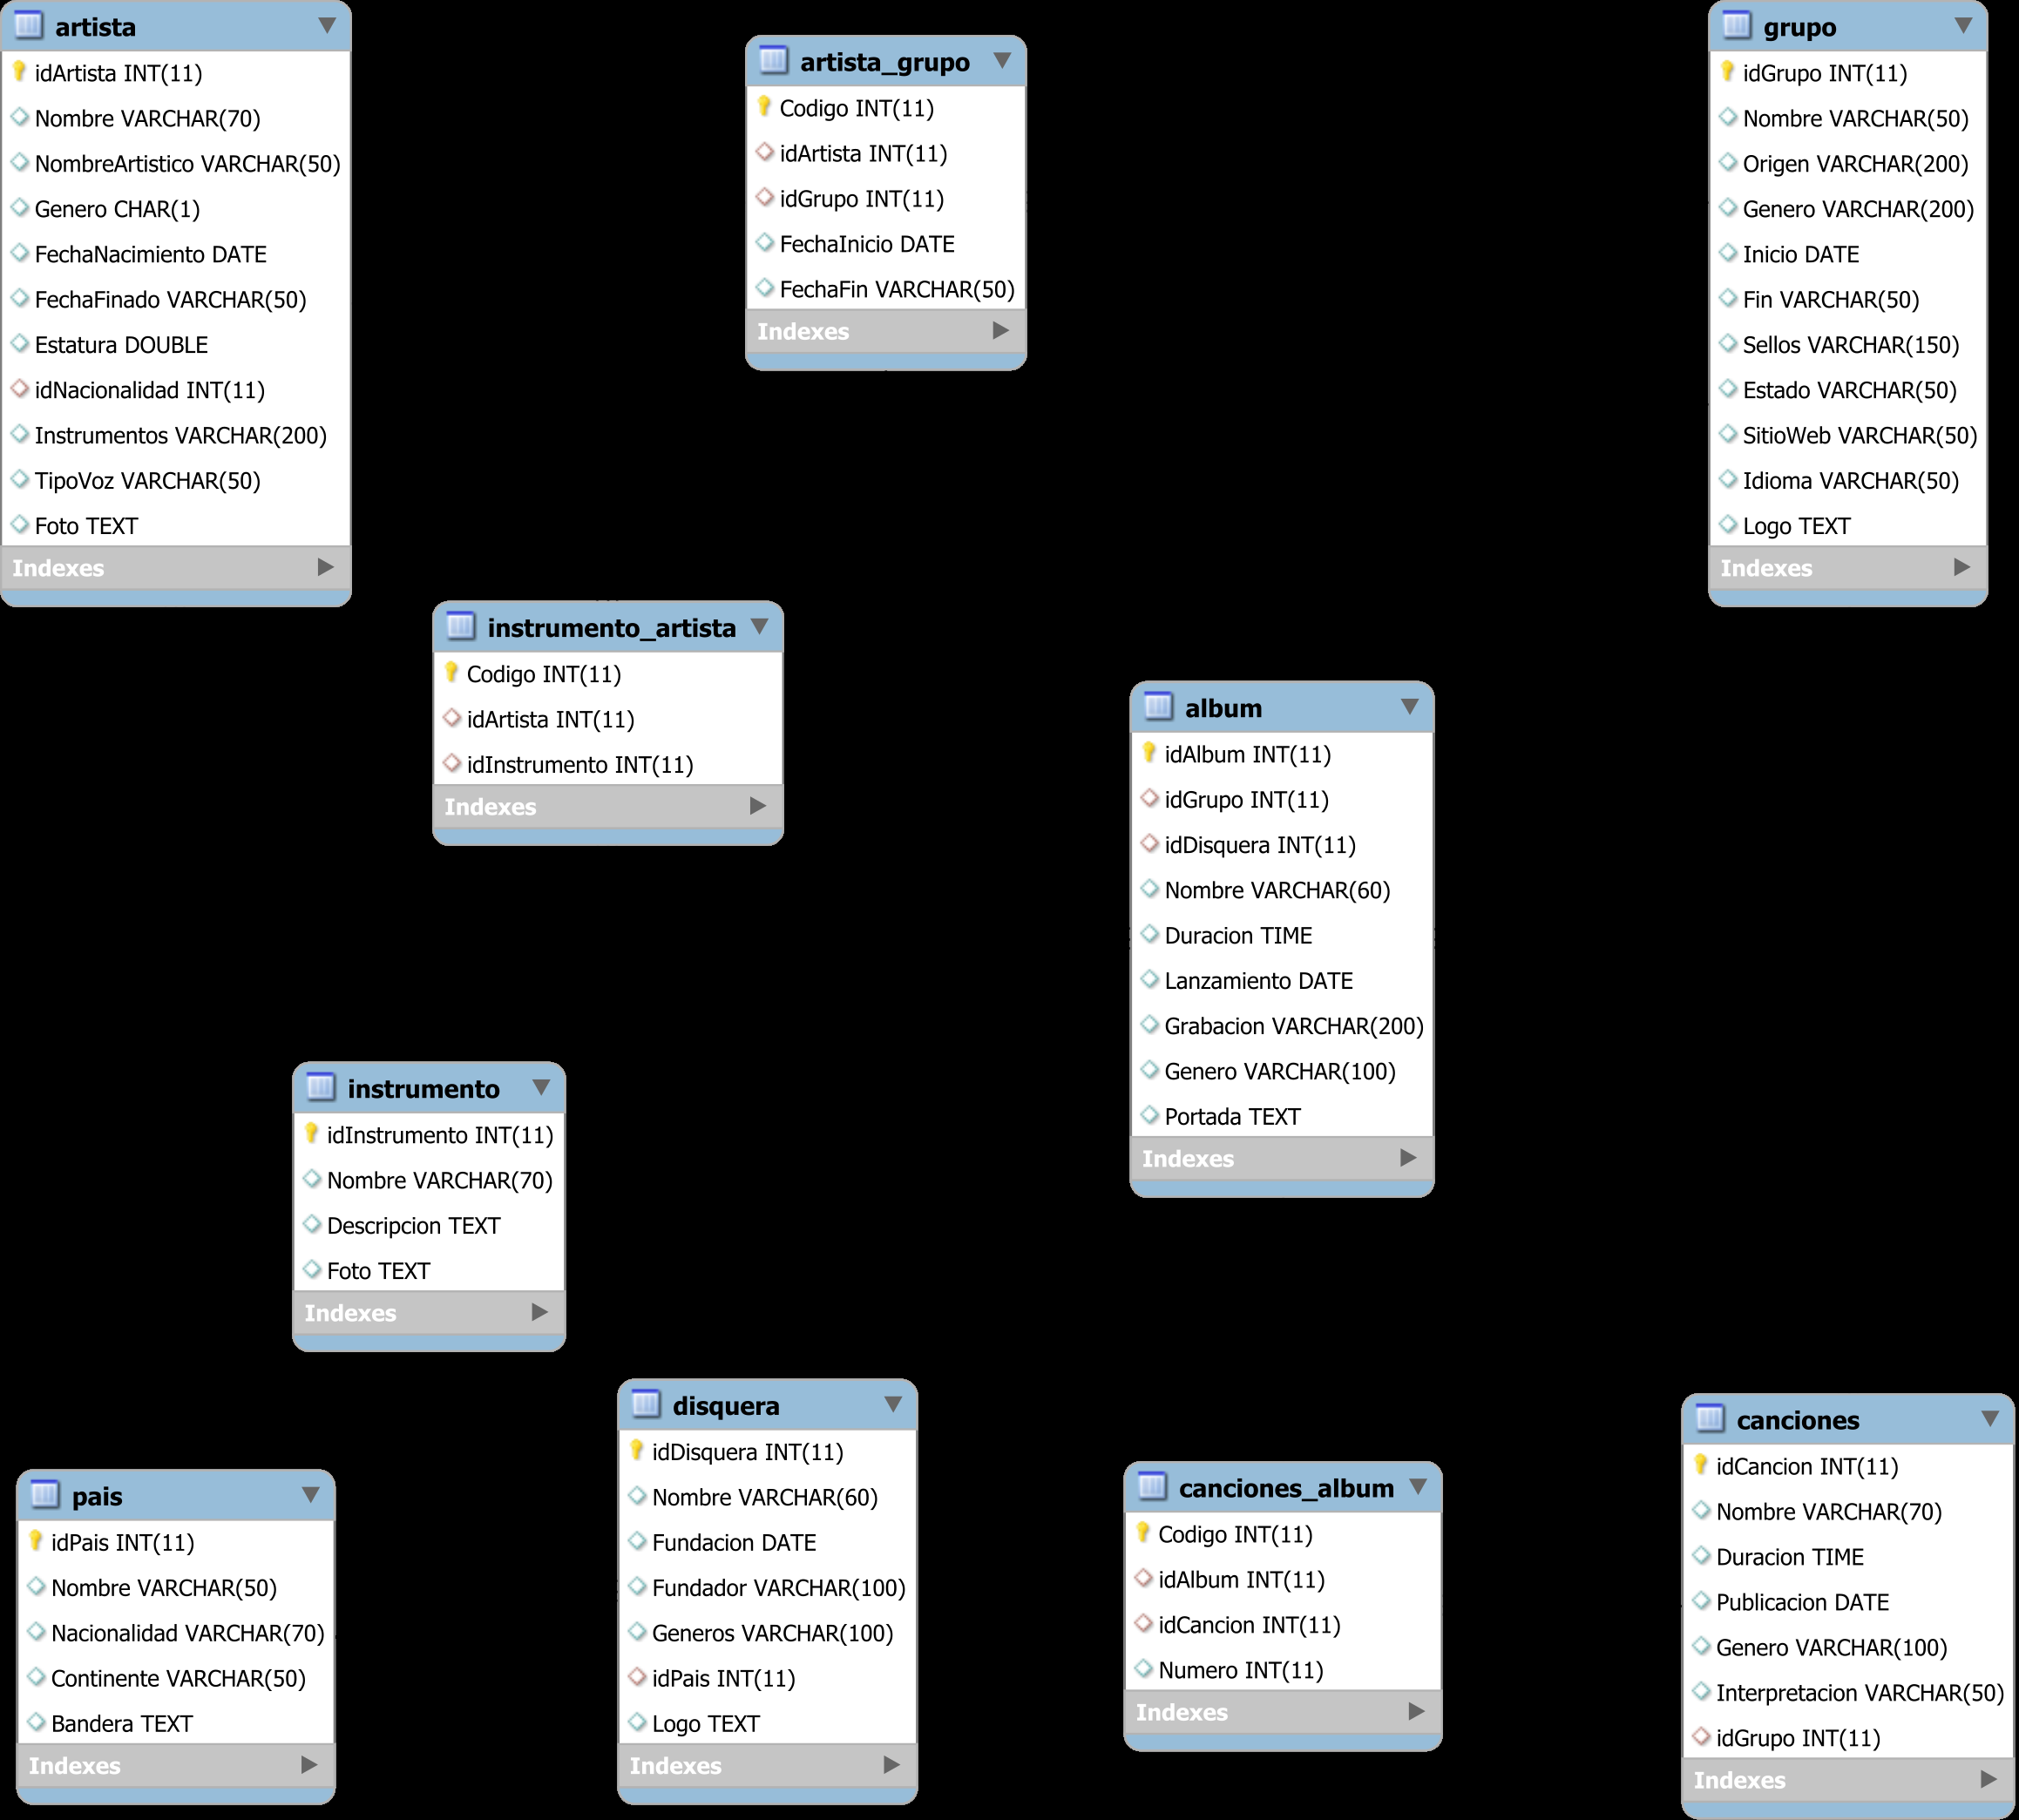 artista
idArtista INT(11)
Nombre VARCHAR(70)
NombreArtistico VARCHAR(50)
Genero CHAR(1)
FechaNacimiento DATE
FechaFinado VARCHAR(50)
Estatura DOUBLE
idNacionalidad INT(11)
Instrumentos VARCHAR(200)
TipoVoz VARCHAR(50)
Foto TEXT
Indexes
artista_grupo
Codigo INT(11)
idArtista INT(11)
idGrupo INT(11)
FechaInicio DATE
FechaFin VARCHAR(50)
Indexes
grupo
idGrupo INT(11)
Nombre VARCHAR(50)
Origen VARCHAR(200)
Genero VARCHAR(200)
Inicio DATE
Fin VARCHAR(50)
Sellos VARCHAR(150)
Estado VARCHAR(50)
SitioWeb VARCHAR(50)
Idioma VARCHAR(50)
Logo TEXT
Indexes
instrumento_artista
Codigo INT(11)
idArtista INT(11)
idInstrumento INT(11)
Indexes
album
idAlbum INT(11)
idGrupo INT(11)
idDisquera INT(11)
Nombre VARCHAR(60)
Duracion TIME
Lanzamiento DATE
Grabacion VARCHAR(200)
Genero VARCHAR(100)
Portada TEXT
Indexes
instrumento
idInstrumento INT(11)
Nombre VARCHAR(70)
Descripcion TEXT
Foto TEXT
Indexes
pais
idPais INT(11)
Nombre VARCHAR(50)
Nacionalidad VARCHAR(70)
Continente VARCHAR(50)
Bandera TEXT
Indexes
disquera
idDisquera INT(11)
Nombre VARCHAR(60)
Fundacion DATE
Fundador VARCHAR(100)
Generos VARCHAR(100)
idPais INT(11)
Logo TEXT
Indexes
canciones_album
Codigo INT(11)
idAlbum INT(11)
idCancion INT(11)
Numero INT(11)
Indexes
canciones
idCancion INT(11)
Nombre VARCHAR(70)
Duracion TIME
Publicacion DATE
Genero VARCHAR(100)
Interpretacion VARCHAR(50)
idGrupo INT(11)
Indexes